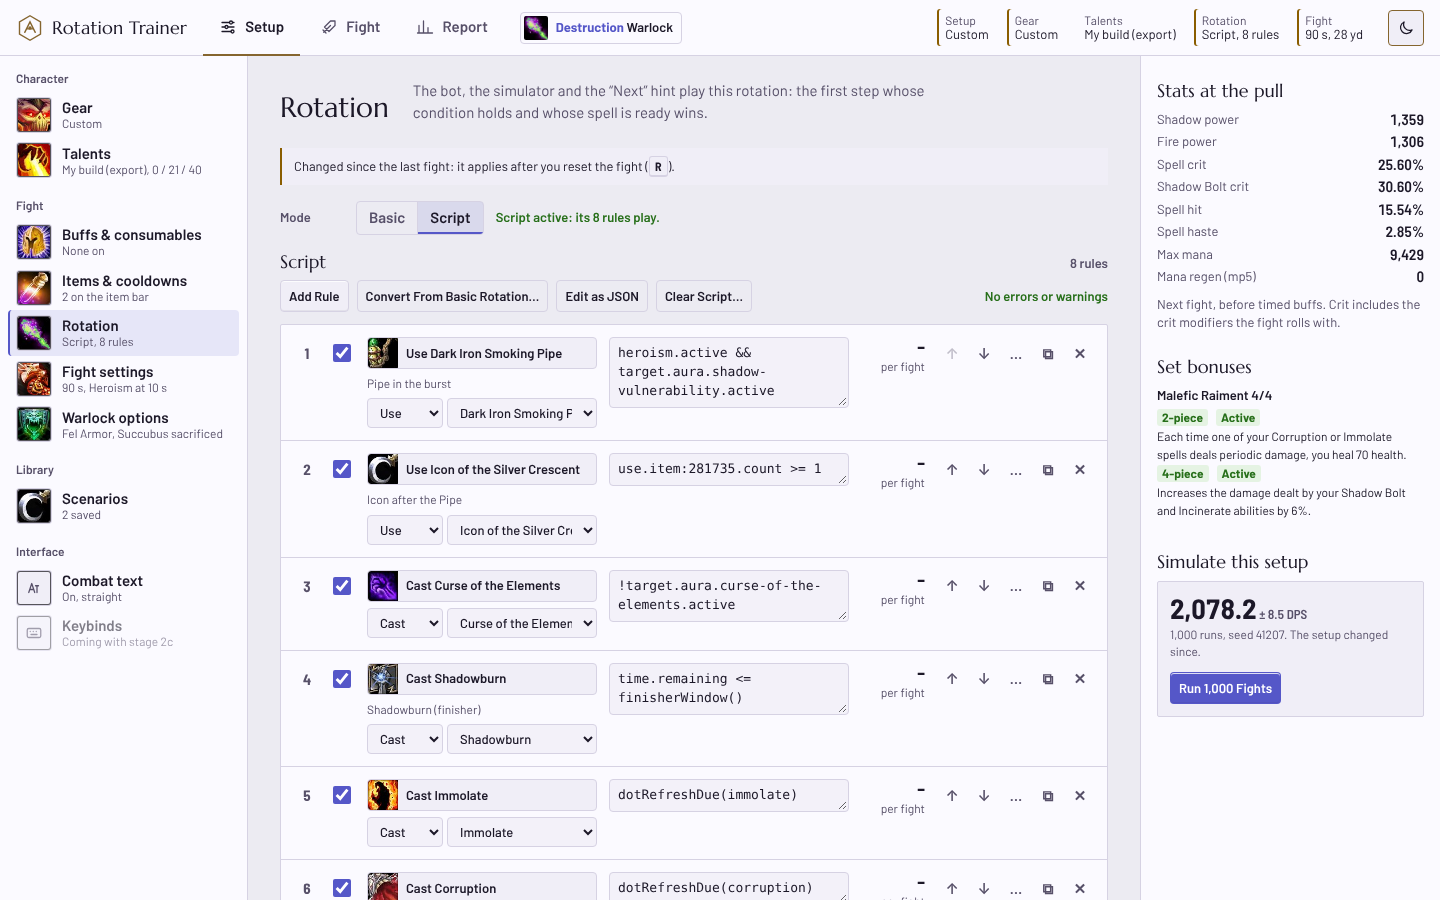 Rotation Trainer
Setup
Fight
Report
Destruction Warlock
Setup
Custom
Gear
Custom
Talents
My build (export)
Rotation
Script, 8 rules
Fight
90 s, 28 yd
Character
Gear
Custom
Talents
My build (export), 0 / 21 / 40
Fight
Buffs & consumables
None on
Items & cooldowns
2 on the item bar
Rotation
Script, 8 rules
Fight settings
90 s, Heroism at 10 s
Warlock options
Fel Armor, Succubus sacrificed
Library
Scenarios
2 saved
Interface
Combat text
On, straight
Keybinds
Coming with stage 2c
Rotation
The bot, the simulator and the “Next” hint play this rotation: the first step whose
condition holds and whose spell is ready wins.
Changed since the last fight: it applies after you reset the fight ( R ).
Mode
Basic
Script
Script active: its 8 rules play.
Script
8 rules
Add Rule
Convert From Basic Rotation…
Edit as JSON
Clear Script…
No errors or warnings
1
Use Dark Iron Smoking Pipe
Pipe in the burst
Use
Dark Iron Smoking F
heroism.active &&
target.aura.shadow-
vulnerability.active
–
per fight
…
2
Use Icon of the Silver Crescent
Icon after the Pipe
Use
Icon of the Silver Cre
use.item:281735.count >= 1
–
per fight
…
3
Cast Curse of the Elements
Cast
Curse of the Elemen
!target.aura.curse-of-the-
elements.active
–
per fight
…
4
Cast Shadowburn
Shadowburn (finisher)
Cast
Shadowburn
time.remaining <=
finisherWindow()
–
per fight
…
5
Cast Immolate
Cast
Immolate
dotRefreshDue(immolate)
–
per fight
…
6
Cast Corruption
dotRefreshDue(corruption)
–
per fight
…
Stats at the pull
Shadow power 1,359
Fire power 1,306
Spell crit 25.60%
Shadow Bolt crit 30.60%
Spell hit 15.54%
Spell haste 2.85%
Max mana 9,429
Mana regen (mp5) 0
Next fight, before timed buffs. Crit includes the
crit modifiers the fight rolls with.
Set bonuses
Malefic Raiment 4/4
2-piece Active
Each time one of your Corruption or Immolate
spells deals periodic damage, you heal 70 health.
4-piece Active
Increases the damage dealt by your Shadow Bolt
and Incinerate abilities by 6%.
Simulate this setup
2,078.2 ± 8.5 DPS
1,000 runs, seed 41207. The setup changed
since.
Run 1,000 Fights